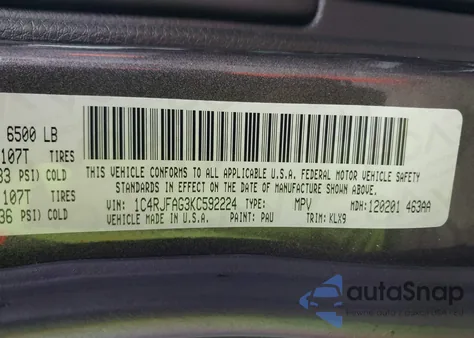 6500 LB
107T TIRES
33 PSI) COLD
107T TIRES
36 PSI) COLD
THIS VEHICLE CONFORMS TO ALL APPLICABLE U.S.A. FEDERAL MOTOR VEHICLE SAFETY
STANDARDS IN EFFECT ON THE DATE OF MANUFACTURE SHOWN ABOVE.
VIN: 1C4RJFAG3KC592224 TYPE: MPV MDH: 120201 463AA
MADE IN U.S.A. PAINT: PAU TRIM: KLX9
autoSnap